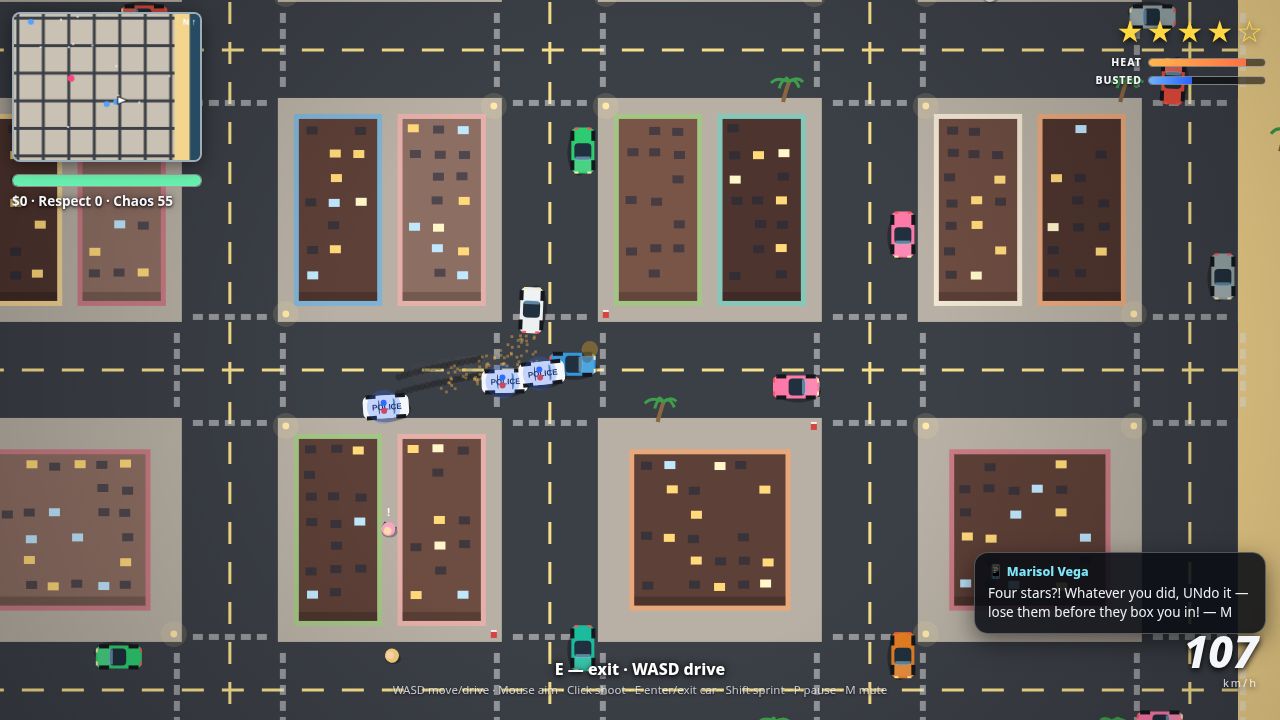 N ↑
HEAT
BUSTED
$0 · Respect 0 · Chaos 55
POLICE
POLICE
POLICE
!
📱 Marisol Vega
Four stars?! Whatever you did, UNdo it —
lose them before they box you in! — M
107
km/h
E — exit · WASD drive
WASD move/drive · Mouse aim · Click shoot · E enter/exit car · Shift sprint · P pause · M mute